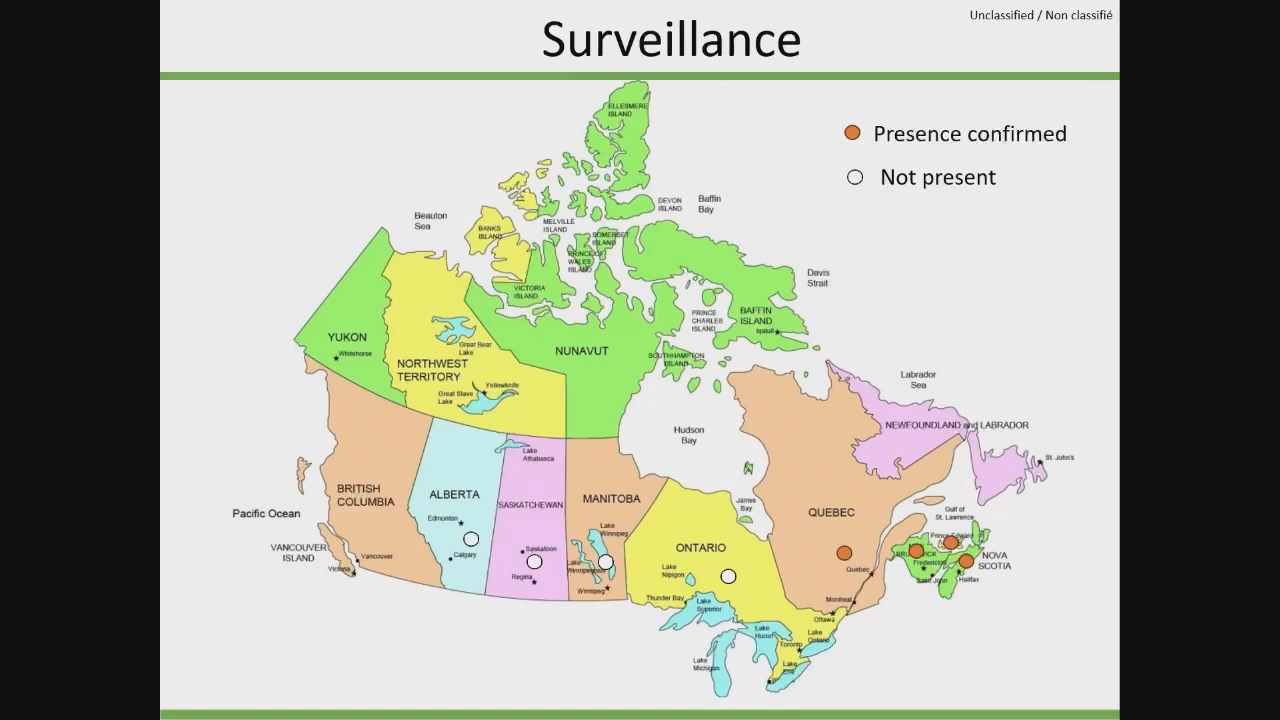 Unclassified / Non classifié
Surveillance
Presence confirmed
Not present
ELLESMERE
ISLAND
DEVON
ISLAND
Baffin
Bay
Beauton
Sea
BANKS
ISLAND
MELVILLE
ISLAND
SOMERSET
ISLAND
PRINCE OF
WALES
ISLAND
VICTORIA
ISLAND
Davis
Strait
PRINCE
CHARLES
ISLAND
BAFFIN
ISLAND
Iqaluit
YUKON
Whitehorse
Great Bear
Lake
NORTHWEST
TERRITORY
NUNAVUT
SOUTHHAMPTON
ISLAND
Yellowknife
Great Slave
Lake
Labrador
Sea
NEWFOUNDLAND and LABRADOR
Hudson
Bay
Lake
Athabasca
St. John's
BRITISH
COLUMBIA
ALBERTA
SASKATCHEWAN
MANITOBA
James
Bay
QUEBEC
Gulf of
St. Lawrence
Pacific Ocean
Edmonton
Calgary
Lake
Winnipeg
ONTARIO
Prince Edward
VANCOUVER
ISLAND
Vancouver
Victoria
Saskatoon
Regina
Lake
Winnipeg
Lake
Nipigon
Quebec
Fredericton
NOVA
SCOTIA
Saint John
Halifax
Thunder Bay
Lake
Superior
Montreal
Ottawa
Lake
Huron
Toronto
Lake
Ontario
Lake
Michigan
Lake
Erie